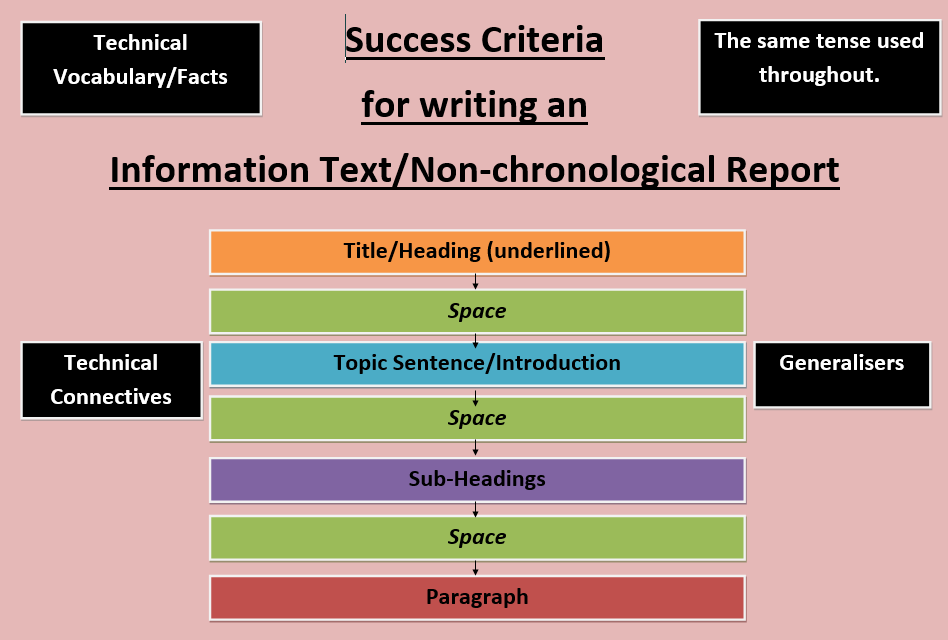 Technical
Vocabulary/Facts
Success Criteria
for writing an
Information Text/Non-chronological Report
The same tense used
throughout.
Title/Heading (underlined)
Space
Technical
Connectives
Topic Sentence/Introduction
Generalisers
Space
Sub-Headings
Space
Paragraph